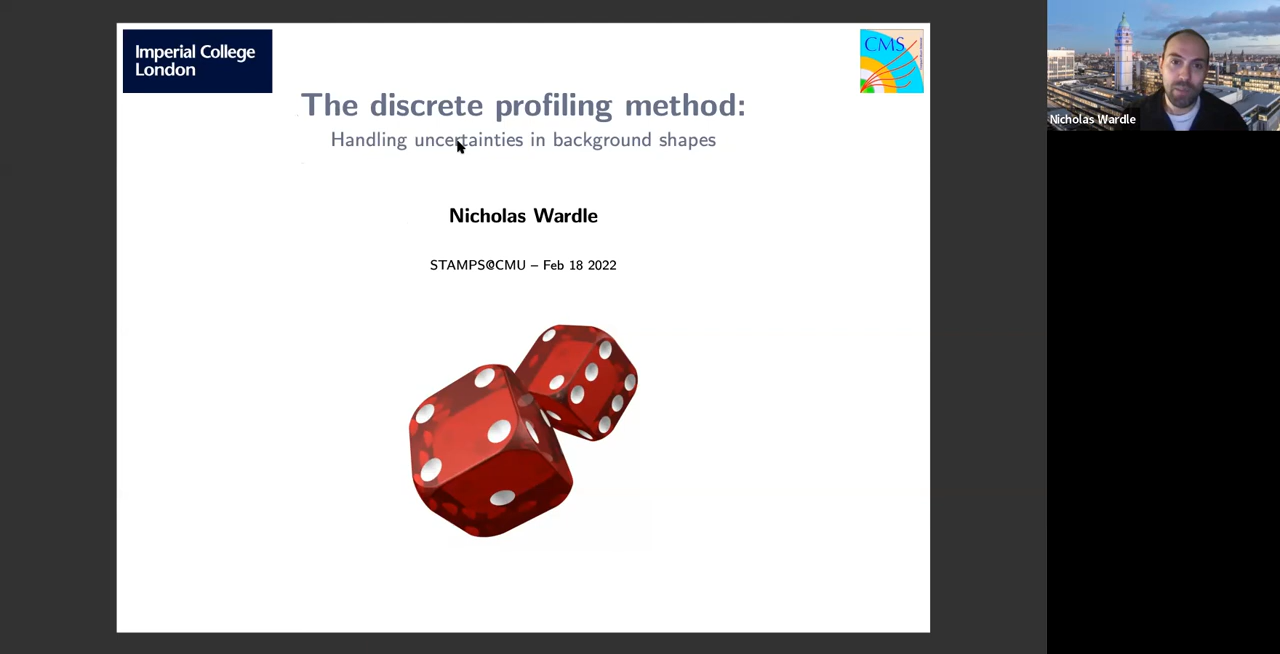 Imperial College
London
CMS
The discrete profiling method:
Handling uncertainties in background shapes
Nicholas Wardle
STAMPS@CMU – Feb 18 2022
Nicholas Wardle